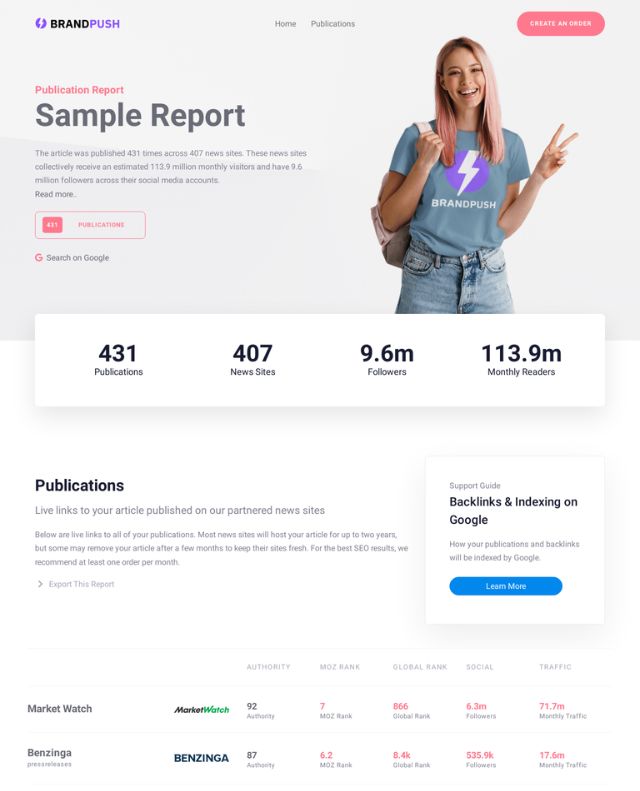 BRANDPUSH
Home Publications
CREATE AN ORDER
Publication Report
Sample Report
The article was published 431 times across 407 news sites. These news sites
collectively receive an estimated 113.9 million monthly visitors and have 9.6
million followers across their social media accounts.
Read more..
431 PUBLICATIONS
G Search on Google
BRANDPUSH
431 407 9.6m 113.9m
Publications News Sites Followers Monthly Readers
Publications
Live links to your article published on our partnered news sites
Below are live links to all of your publications. Most news sites will host your article for up to two years,
but some may remove your article after a few months to keep their sites fresh. For the best SEO results, we
recommend at least one order per month.
Export This Report
Support Guide
Backlinks & Indexing on
Google
How your publications and backlinks
will be indexed by Google.
Learn More
AUTHORITY MOZ RANK GLOBAL RANK SOCIAL TRAFFIC
Market Watch MarketWatch 92 7 866 6.3m 71.7m
Authority MOZ Rank Global Rank Followers Monthly Traffic
Benzinga BENZINGA 87 6.2 8.4k 535.9k 17.6m
pressreleases Authority MOZ Rank Global Rank Followers Monthly Traffic